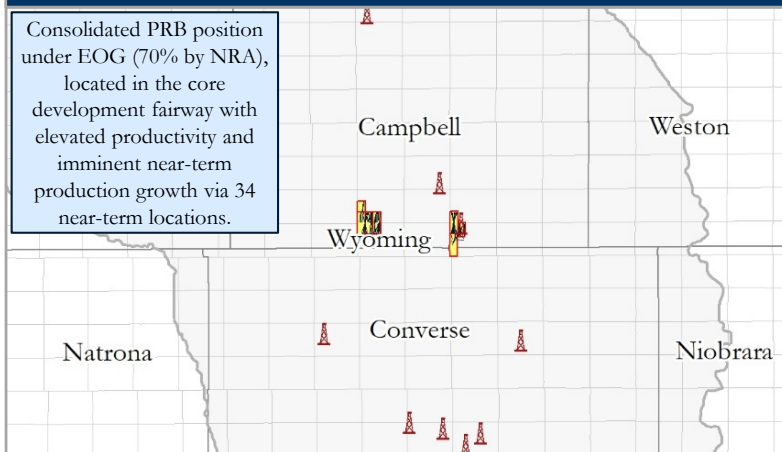 Consolidated PRB position
under EOG (70% by NRA),
located in the core
development fairway with
elevated productivity and
imminent near-term
production growth via 34
near-term locations.
Campbell
Weston
Wyoming
Converse
Natrona
Niobrara